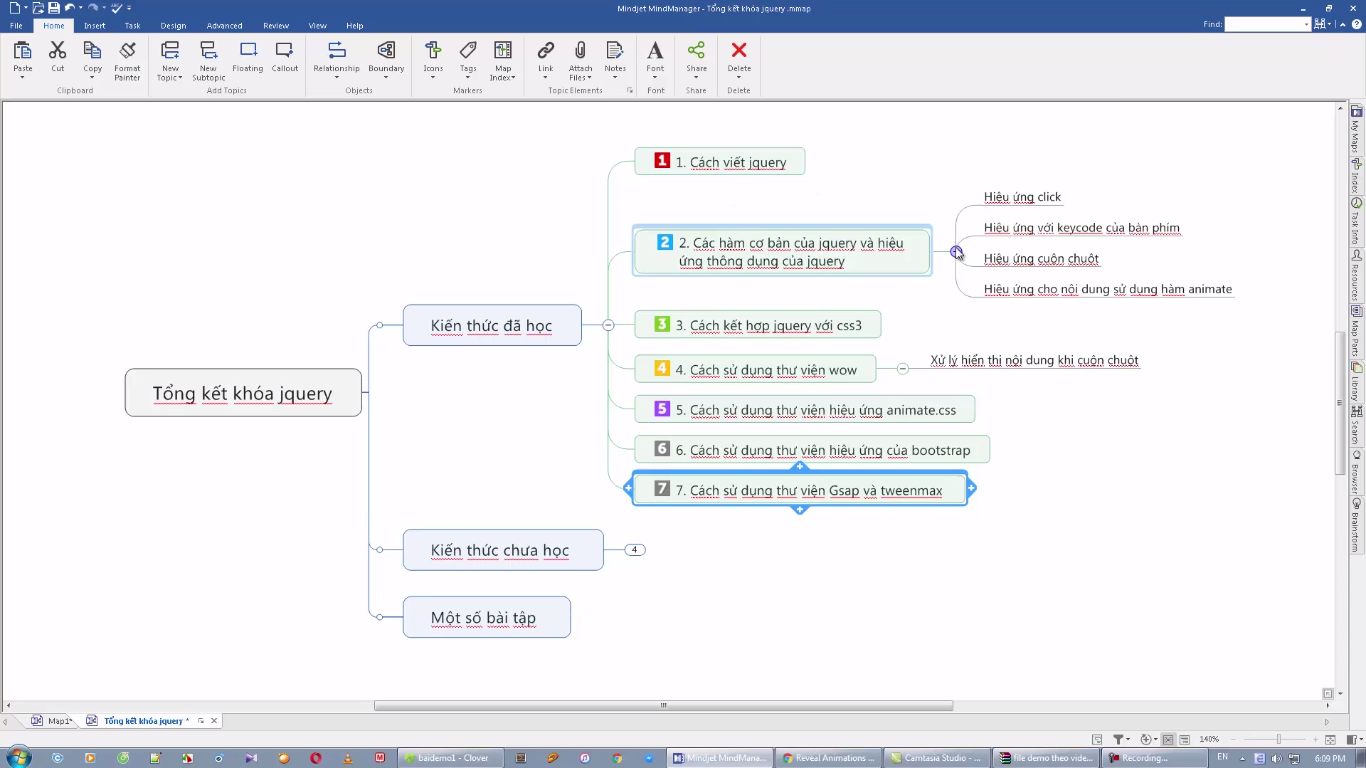 Mindjet MindManager - Tổng kết khóa jquery .mmap
File Home Insert Task Design Advanced Review View Help
Find:
Paste Cut Copy Format Painter
New Topic New Subtopic Floating Callout
Relationship Boundary
Icons Tags Map Index
Link Attach Files Notes
Font Share Delete
Clipboard Add Topics Objects Markers Topic Elements Font Share Delete
1 1. Cách viết jquery
Hiệu ứng click
Hiệu ứng với keycode của bàn phím
2 2. Các hàm cơ bản của jquery và hiệu
ứng thông dụng của jquery
Hiệu ứng cuộn chuột
Hiệu ứng cho nội dung sử dụng hàm animate
Kiến thức đã học
3 3. Cách kết hợp jquery với css3
4 4. Cách sử dụng thư viện wow
Xử lý hiển thị nội dung khi cuộn chuột
Tổng kết khóa jquery
5 5. Cách sử dụng thư viện hiệu ứng animate.css
6 6. Cách sử dụng thư viện hiệu ứng của bootstrap
7 7. Cách sử dụng thư viện Gsap và tweenmax
Kiến thức chưa học
4
Một số bài tập
My Maps
Index
Task Info
Resources
Map Parts
Library
Search
Browser
Brainstorm
Map1*
Tổng kết khóa jquery *
140%
baidemo1 - Clover
Mindjet MindMana...
Reveal Animations ...
Camtasia Studio - ...
file demo theo vide...
Recording...
EN
6:09 PM